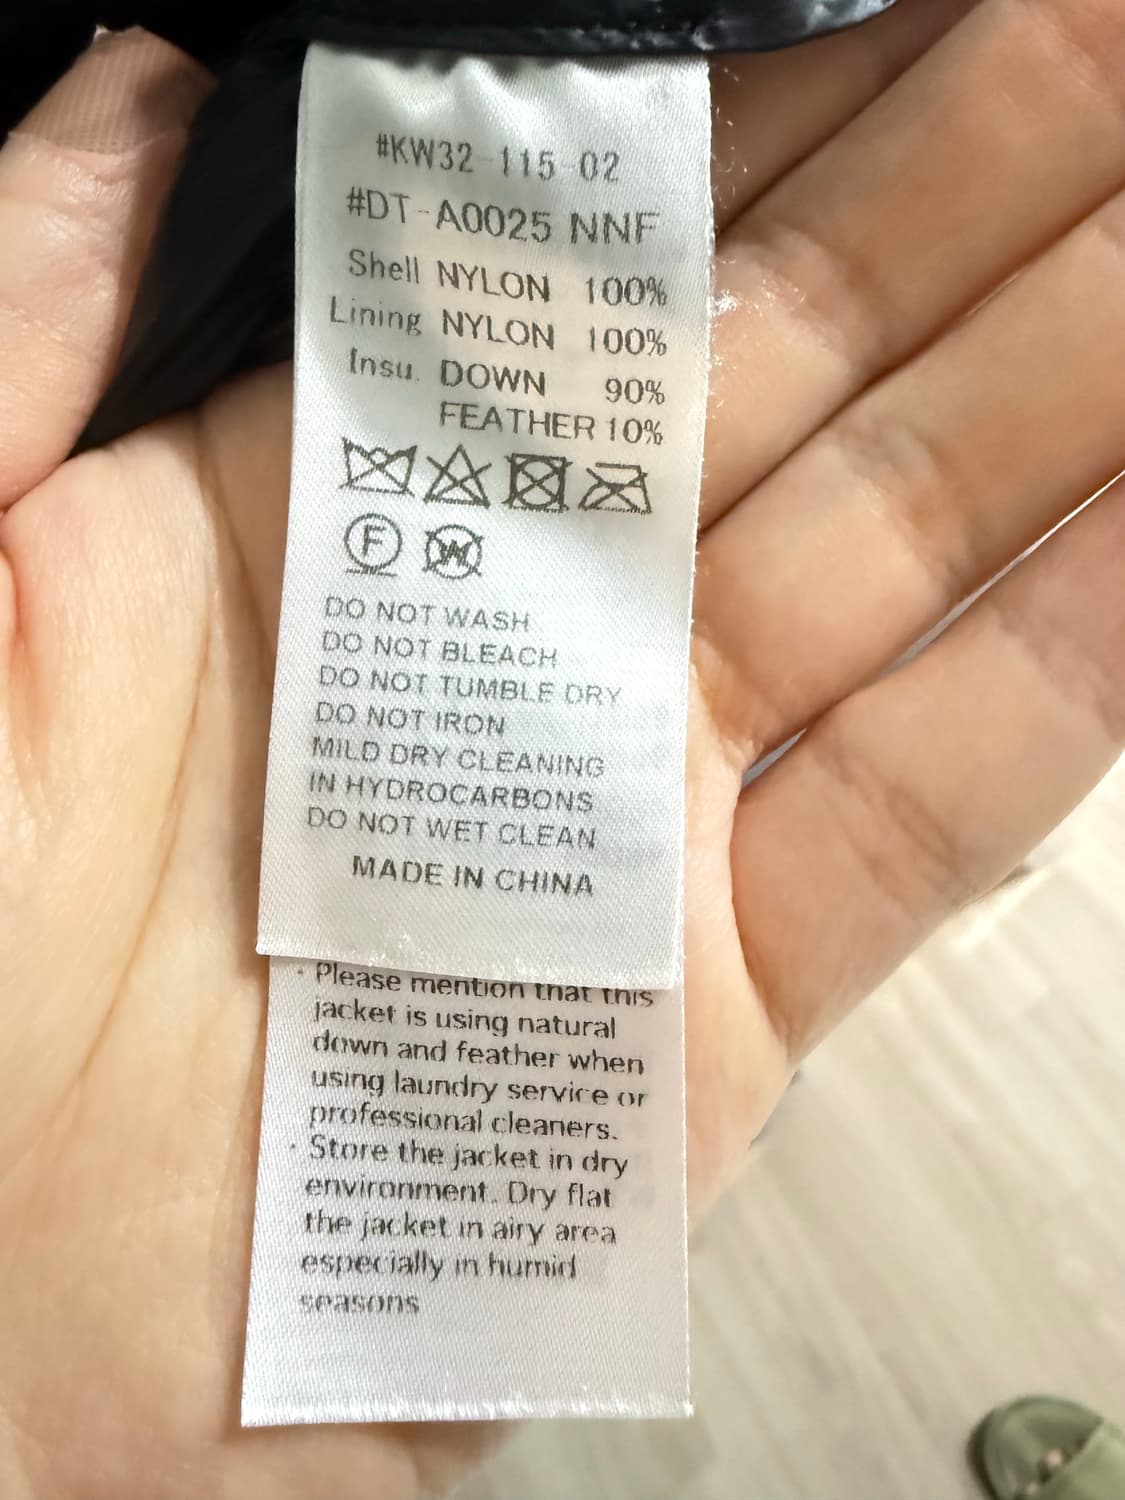 #KW32-115-02
#DT-A0025 NNF
Shell NYLON 100%
Lining NYLON 100%
Insu. DOWN 90%
FEATHER 10%
F W
DO NOT WASH
DO NOT BLEACH
DO NOT TUMBLE DRY
DO NOT IRON
MILD DRY CLEANING
IN HYDROCARBONS
DO NOT WET CLEAN
MADE IN CHINA
· Please mention that this
jacket is using natural
down and feather when
using laundry service or
professional cleaners.
· Store the jacket in dry
environment. Dry flat
the jacket in airy area
especially in humid
seasons